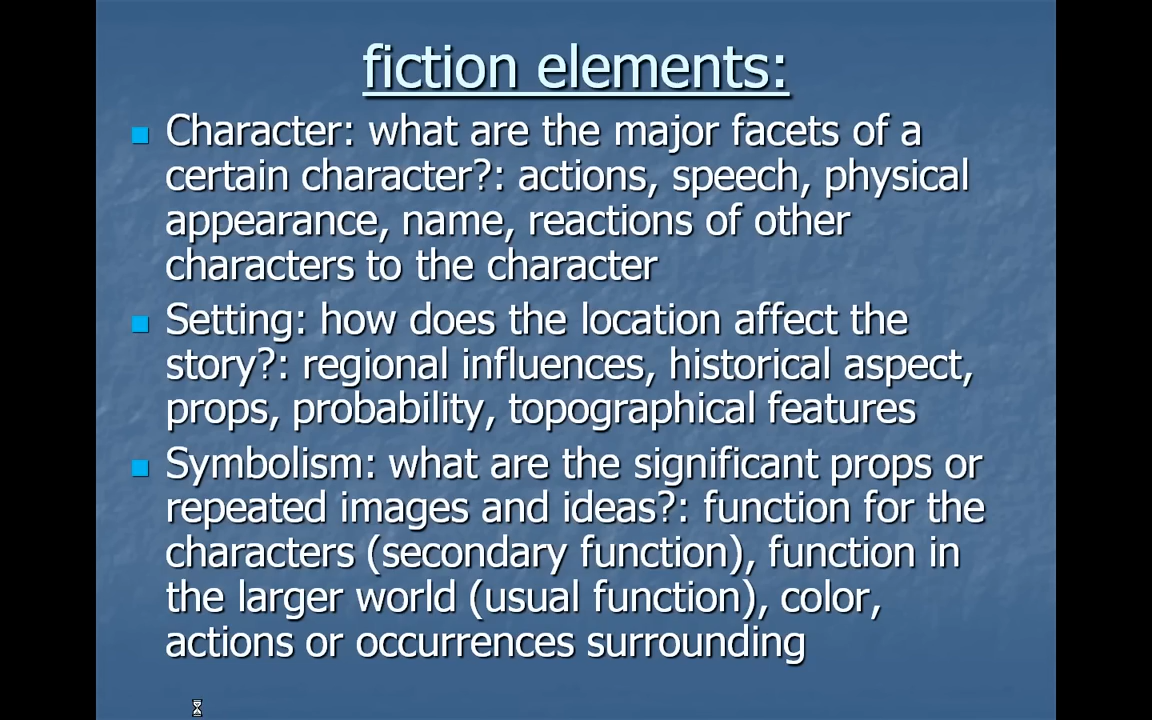 fiction elements:
Character: what are the major facets of a
certain character?: actions, speech, physical
appearance, name, reactions of other
characters to the character
Setting: how does the location affect the
story?: regional influences, historical aspect,
props, probability, topographical features
Symbolism: what are the significant props or
repeated images and ideas?: function for the
characters (secondary function), function in
the larger world (usual function), color,
actions or occurrences surrounding